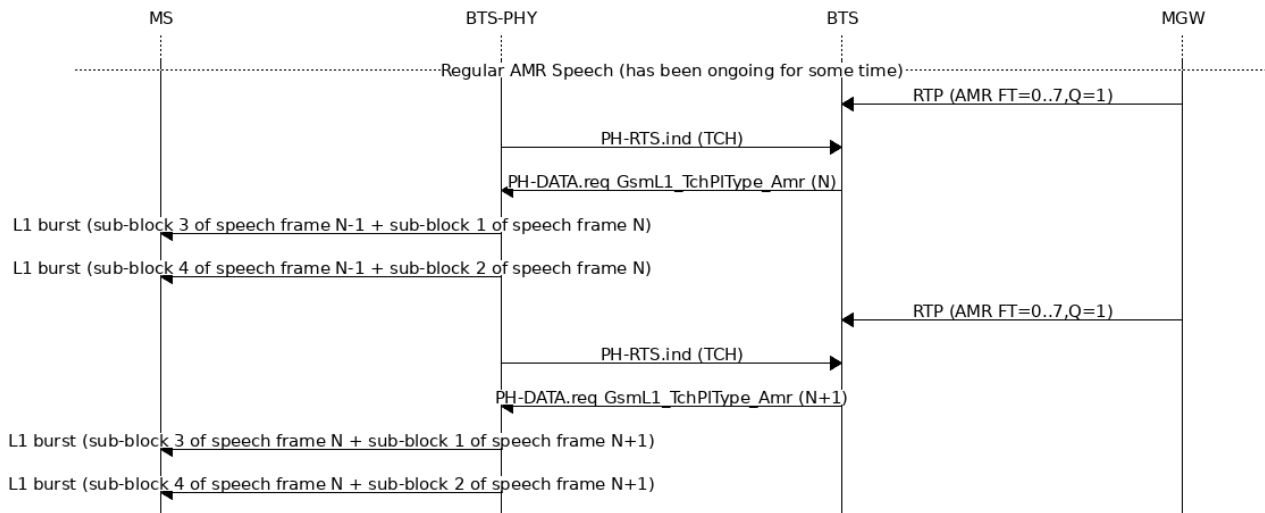 MS BTS-PHY BTS MGW
Regular AMR Speech (has been ongoing for some time)
RTP (AMR FT=0..7,Q=1)
PH-RTS.ind (TCH)
PH-DATA.req GsmL1_TchPlType_Amr (N)
L1 burst (sub-block 3 of speech frame N-1 + sub-block 1 of speech frame N)
L1 burst (sub-block 4 of speech frame N-1 + sub-block 2 of speech frame N)
RTP (AMR FT=0..7,Q=1)
PH-RTS.ind (TCH)
PH-DATA.req GsmL1_TchPlType_Amr (N+1)
L1 burst (sub-block 3 of speech frame N + sub-block 1 of speech frame N+1)
L1 burst (sub-block 4 of speech frame N + sub-block 2 of speech frame N+1)